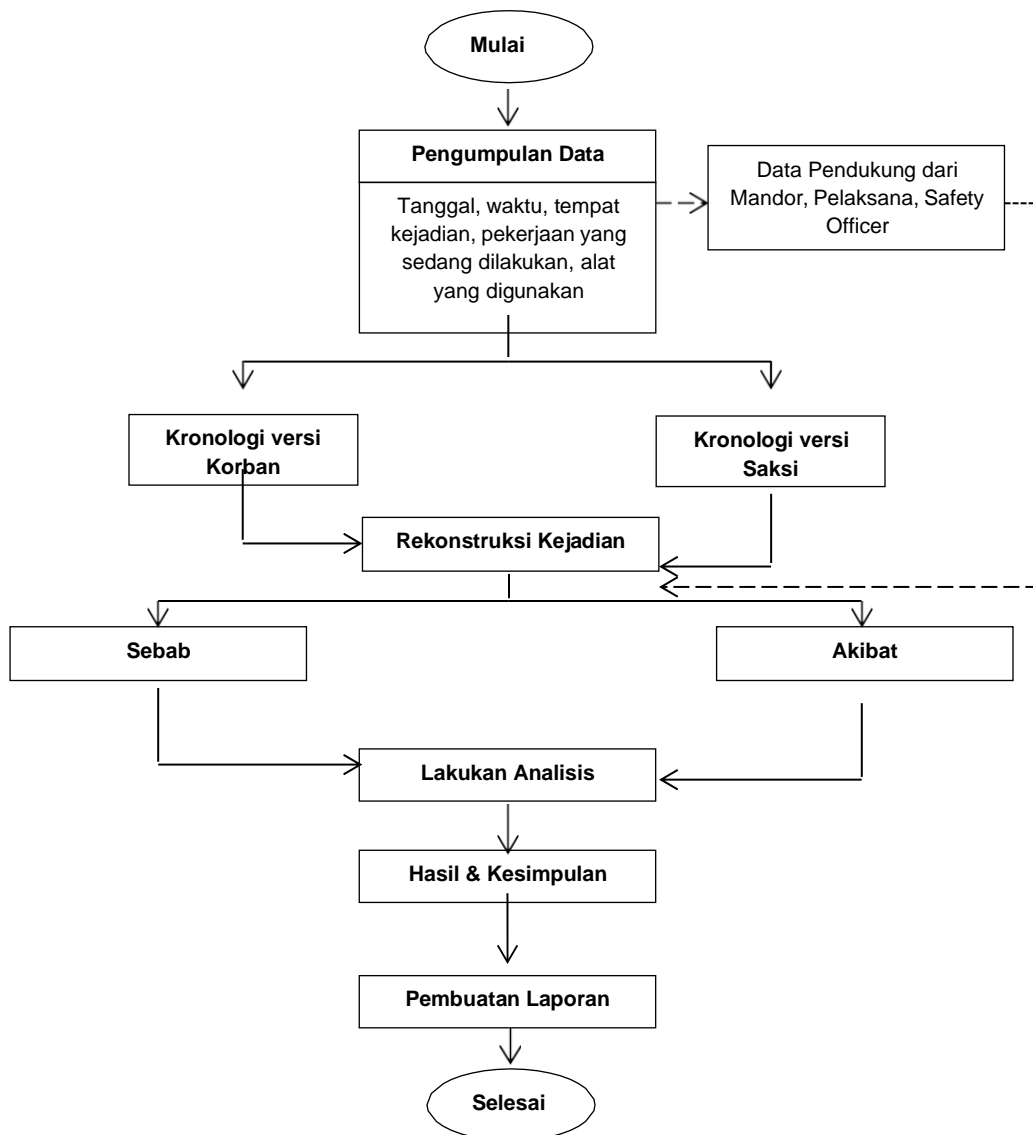 Mulai
Pengumpulan Data
Tanggal, waktu, tempat
kejadian, pekerjaan yang
sedang dilakukan, alat
yang digunakan
Data Pendukung dari
Mandor, Pelaksana, Safety
Officer
Kronologi versi
Korban
Kronologi versi
Saksi
Rekonstruksi Kejadian
Sebab
Akibat
Lakukan Analisis
Hasil & Kesimpulan
Pembuatan Laporan
Selesai